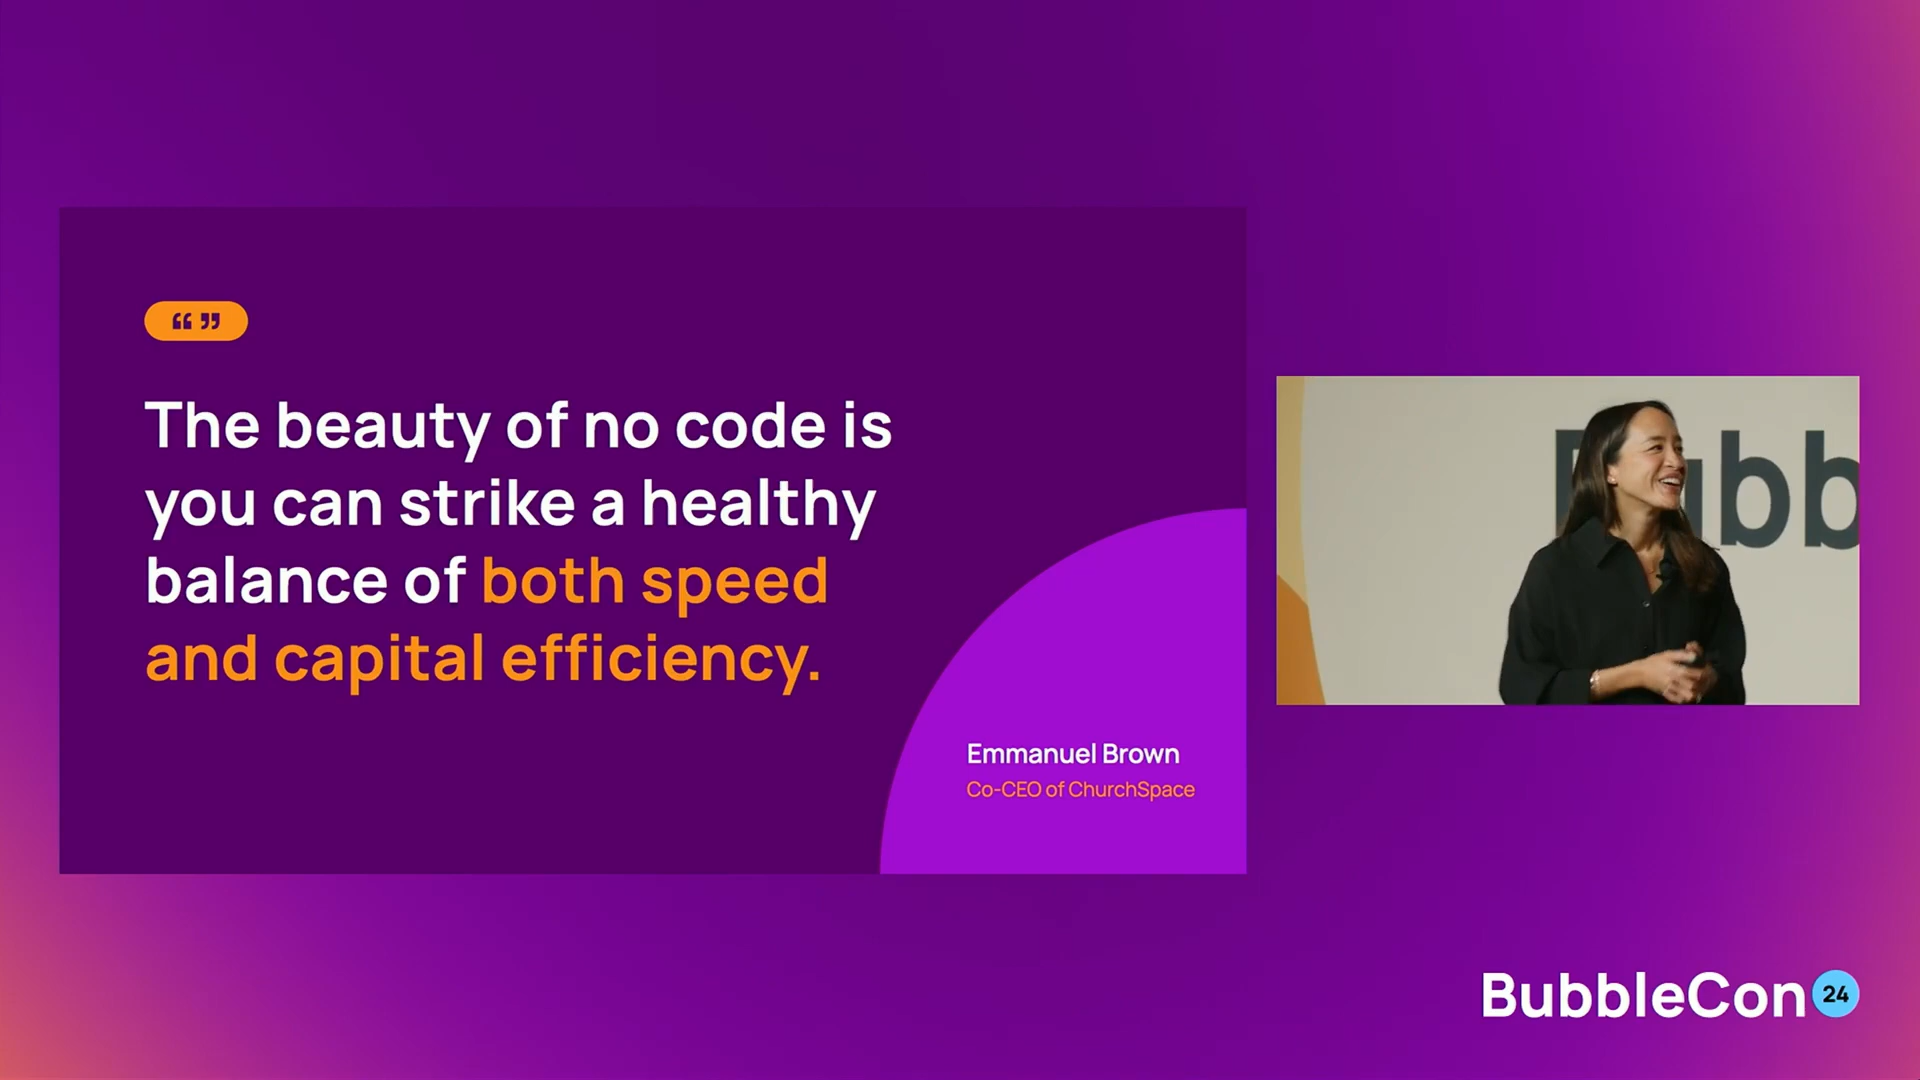 “ ”
The beauty of no code is
you can strike a healthy
balance of both speed
and capital efficiency.
Emmanuel Brown
Co-CEO of ChurchSpace
BubbleCon 24